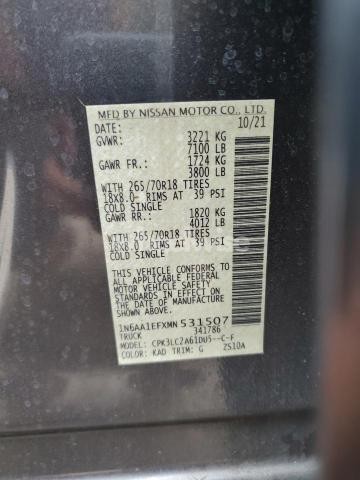 MFD BY NISSAN MOTOR CO., LTD.
DATE: 10/21
GVWR: 3221 KG
7100 LB
GAWR FR.: 1724 KG
3800 LB
WITH 265/70R18 TIRES
18X8.0- RIMS AT 39 PSI
COLD SINGLE
GAWR RR.: 1820 KG
4012 LB
WITH 265/70R18 TIRES
18X8.0- RIMS AT 39 PSI
COLD SINGLE
THIS VEHICLE CONFORMS TO
ALL APPLICABLE FEDERAL
MOTOR VEHICLE SAFETY
STANDARDS IN EFFECT ON
THE DATE OF MANUFACTURE
SHOWN ABOVE.
1N6AA1EFXMN531507
TRUCK 341786
MODEL: CPK3LC2A61DU5--C-F
COLOR: KAD TRIM: G 2S10A